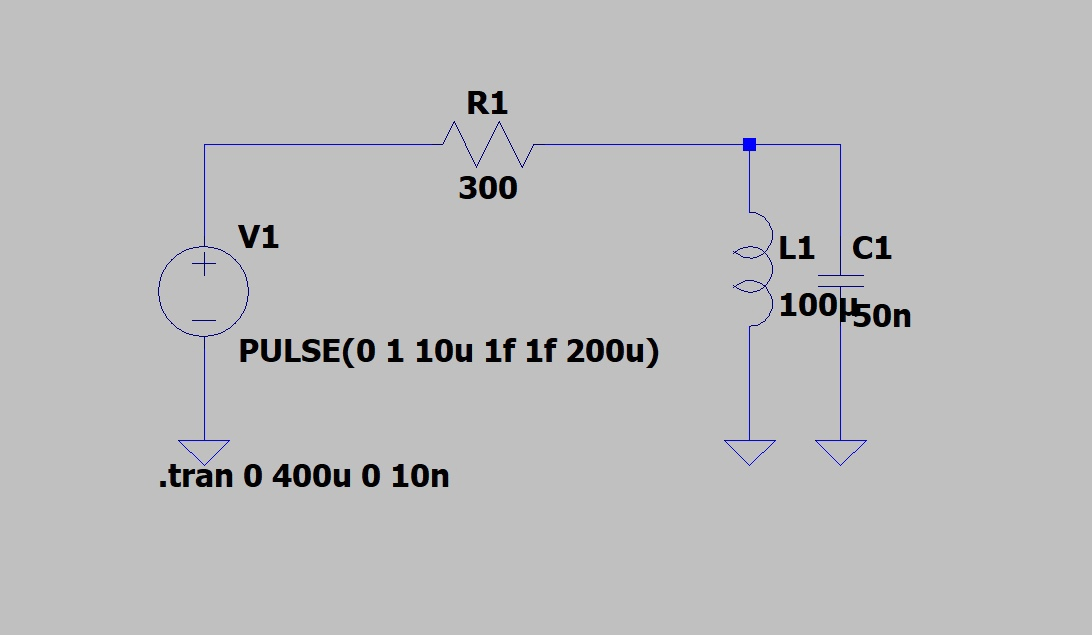 R1
300
V1
L1
C1
100µ
50n
PULSE(0 1 10u 1f 1f 200u)
.tran 0 400u 0 10n